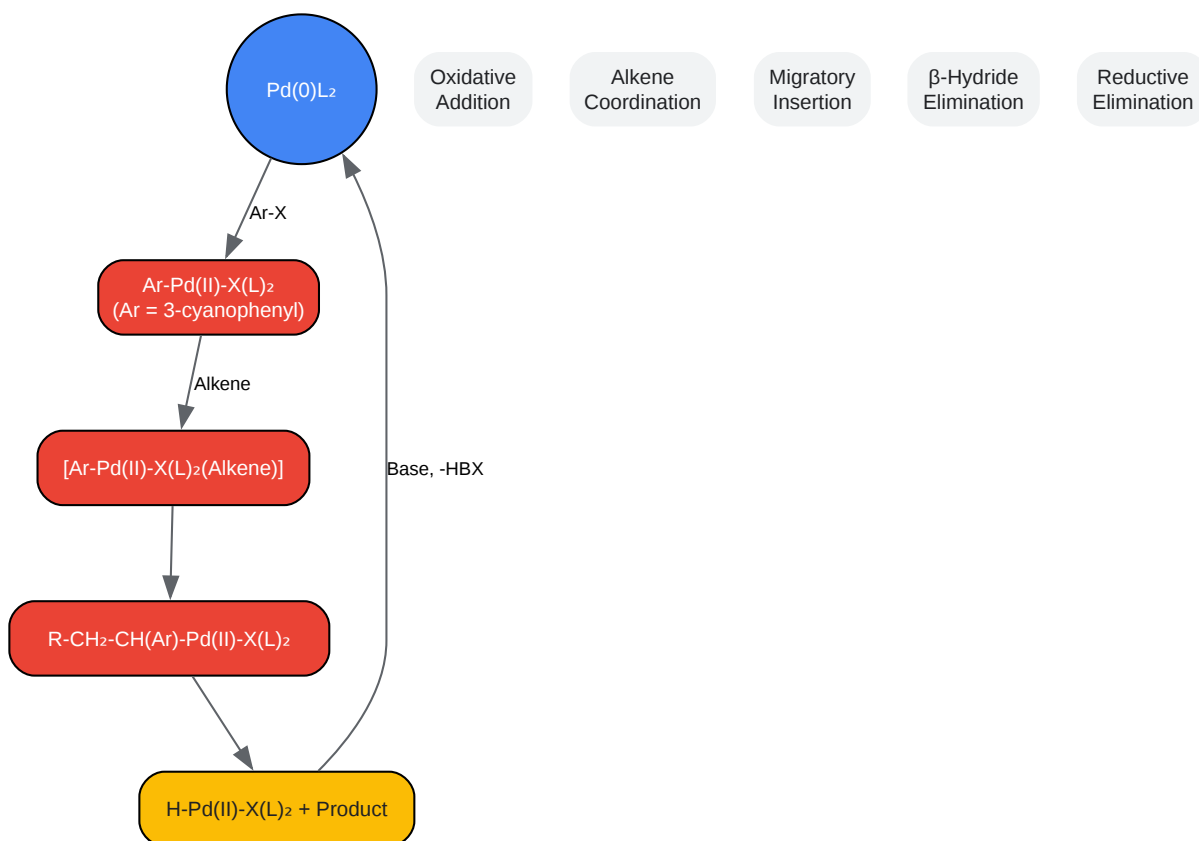 Pd(0)L₂
Oxidative
Addition
Alkene
Coordination
Migratory
Insertion
β-Hydride
Elimination
Reductive
Elimination
Ar-X
Ar-Pd(II)-X(L)₂
(Ar = 3-cyanophenyl)
Alkene
[Ar-Pd(II)-X(L)₂(Alkene)]
Base, -HBX
R-CH₂-CH(Ar)-Pd(II)-X(L)₂
H-Pd(II)-X(L)₂ + Product